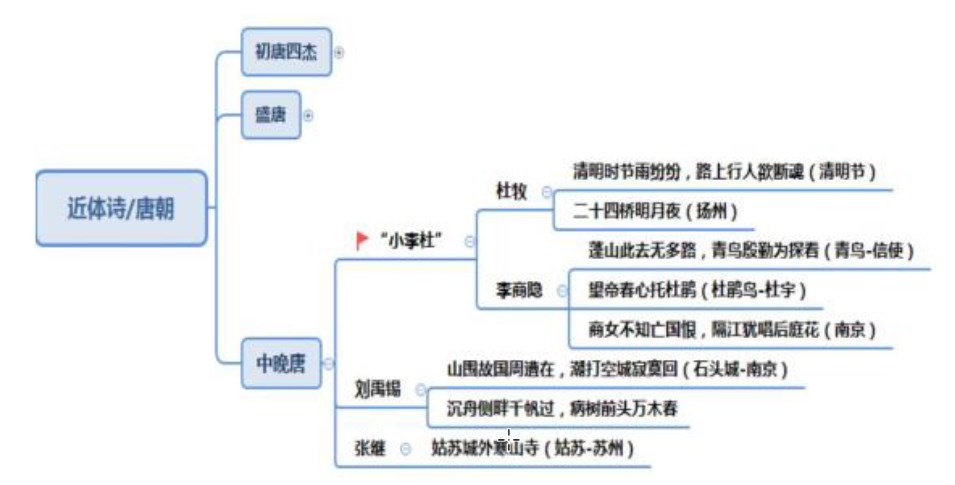 近体诗/唐朝
初唐四杰
盛唐
中晚唐
“小李杜”
杜牧
清明时节雨纷纷，路上行人欲断魂（清明节）
二十四桥明月夜（扬州）
李商隐
蓬山此去无多路，青鸟殷勤为探看（青鸟-信使）
望帝春心托杜鹃（杜鹃鸟-杜宇）
商女不知亡国恨，隔江犹唱后庭花（南京）
刘禹锡
山围故国周遭在，潮打空城寂寞回（石头城-南京）
沉舟侧畔千帆过，病树前头万木春
张继
姑苏城外寒山寺（姑苏-苏州）